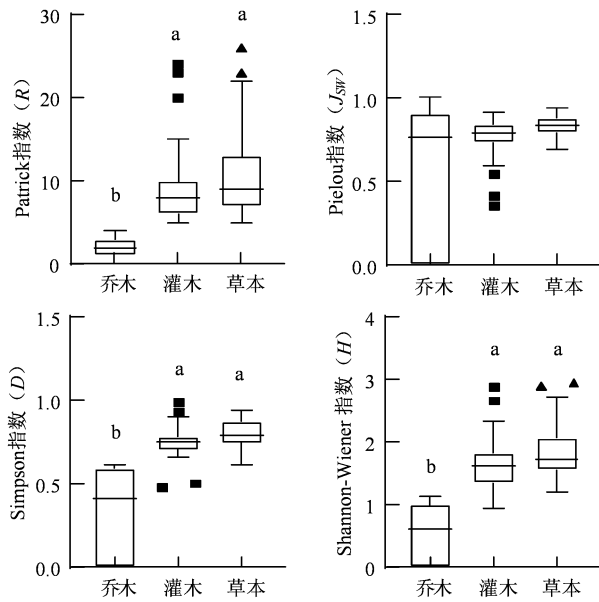 Patrick指数（R）
30
20
10
0
a
a
b
乔木 灌木 草本
Pielou指数（J_SW）
1.5
1.0
0.5
0.0
乔木 灌木 草本
Simpson指数（D）
1.5
1.0
0.5
0.0
a
a
b
乔木 灌木 草本
Shannon-Wiener 指数（H）
4
3
2
1
0
a a
b
乔木 灌木 草本